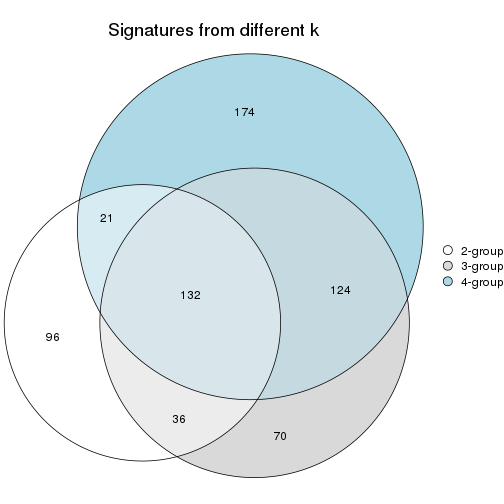 Signatures from different k
174
21
2-group
3-group
4-group
124
132
96
36
70